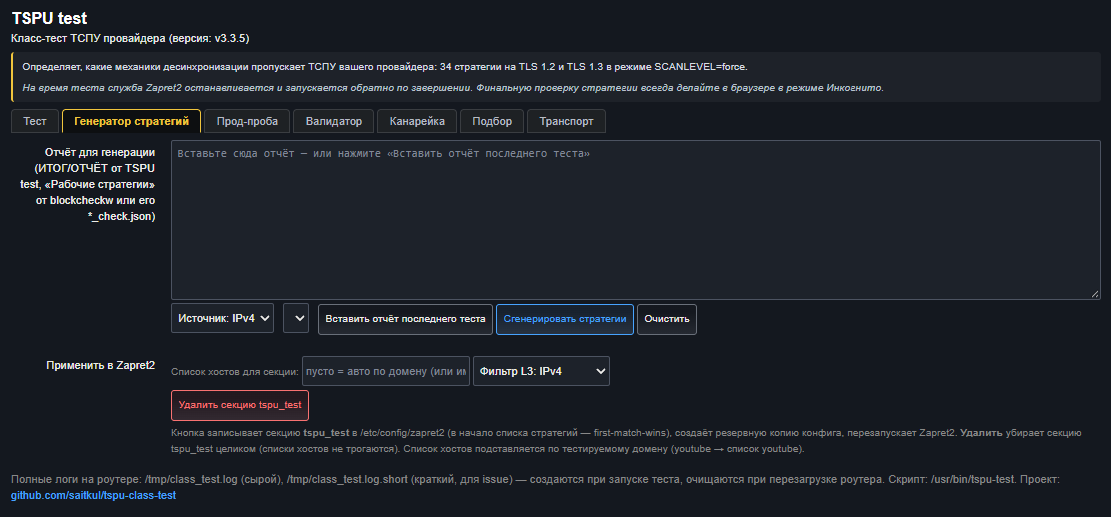 TSPU test
Класс-тест ТСПУ провайдера (версия: v3.3.5)
Определяет, какие механики десинхронизации пропускает ТСПУ вашего провайдера: 34 стратегии на TLS 1.2 и TLS 1.3 в режиме SCANLEVEL=force.
На время теста служба Zapret2 останавливается и запускается обратно по завершении. Финальную проверку стратегии всегда делайте в браузере в режиме Инкогнито.
Тест Генератор стратегий Прод-проба Валидатор Канарейка Подбор Транспорт
Отчёт для генерации
(ИТОГ/ОТЧЁТ от TSPU
test, «Рабочие стратегии»
от blockcheckw или его
*_check.json)
Вставьте сюда отчёт — или нажмите «Вставить отчёт последнего теста»
Источник: IPv4 Вставить отчёт последнего теста Сгенерировать стратегии Очистить
Применить в Zapret2
Список хостов для секции: пусто = авто по домену (или им Фильтр L3: IPv4
Удалить секцию tspu_test
Кнопка записывает секцию tspu_test в /etc/config/zapret2 (в начало списка стратегий — first-match-wins), создаёт резервную копию конфига, перезапускает Zapret2. Удалить убирает секцию
tspu_test целиком (списки хостов не трогаются). Список хостов подставляется по тестируемому домену (youtube → список youtube).
Полные логи на роутере: /tmp/class_test.log (сырой), /tmp/class_test.log.short (краткий, для issue) — создаются при запуске теста, очищаются при перезагрузке роутера. Скрипт: /usr/bin/tspu-test. Проект:
github.com/saitkul/tspu-class-test